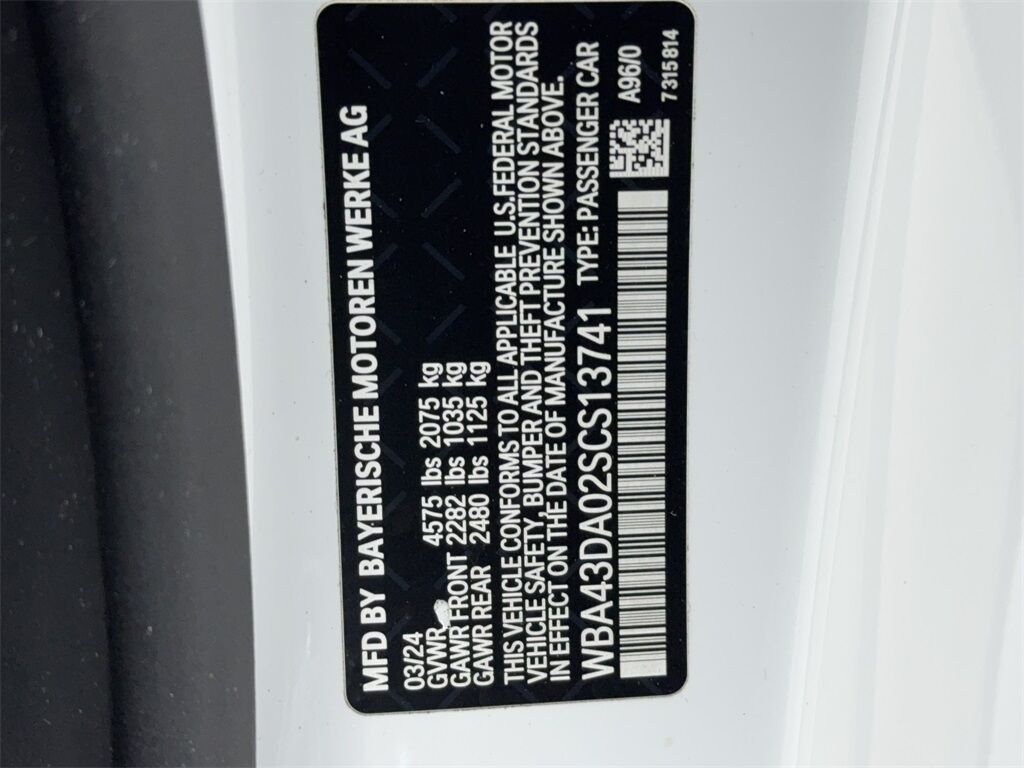 MFD BY BAYERISCHE MOTOREN WERKE AG
03/24
GVWR 4575 lbs 2075 kg
GAWR FRONT 2282 lbs 1035 kg
GAWR REAR 2480 lbs 1125 kg
THIS VEHICLE CONFORMS TO ALL APPLICABLE U.S.FEDERAL MOTOR
VEHICLE SAFETY, BUMPER AND THEFT PREVENTION STANDARDS
IN EFFECT ON THE DATE OF MANUFACTURE SHOWN ABOVE.
WBA43DA02SCS13741 TYPE: PASSENGER CAR
A96/0
7315814